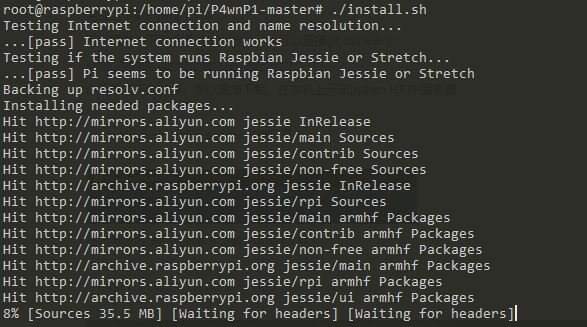 root@raspberrypi:/home/pi/P4wnP1-master# ./install.sh
Testing Internet connection and name resolution...
...[pass] Internet connection works
Testing if the system runs Raspbian Jessie or Stretch...
...[pass] Pi seems to be running Raspbian Jessie or Stretch
Backing up resolv.conf
Installing needed packages...
Hit http://mirrors.aliyun.com jessie InRelease
Hit http://mirrors.aliyun.com jessie/main Sources
Hit http://mirrors.aliyun.com jessie/contrib Sources
Hit http://mirrors.aliyun.com jessie/non-free Sources
Hit http://archive.raspberrypi.org jessie InRelease
Hit http://mirrors.aliyun.com jessie/rpi Sources
Hit http://mirrors.aliyun.com jessie/main armhf Packages
Hit http://mirrors.aliyun.com jessie/contrib armhf Packages
Hit http://mirrors.aliyun.com jessie/non-free armhf Packages
Hit http://archive.raspberrypi.org jessie/main armhf Packages
Hit http://mirrors.aliyun.com jessie/rpi armhf Packages
Hit http://archive.raspberrypi.org jessie/ui armhf Packages
8% [Sources 35.5 MB] [Waiting for headers] [Waiting for headers]